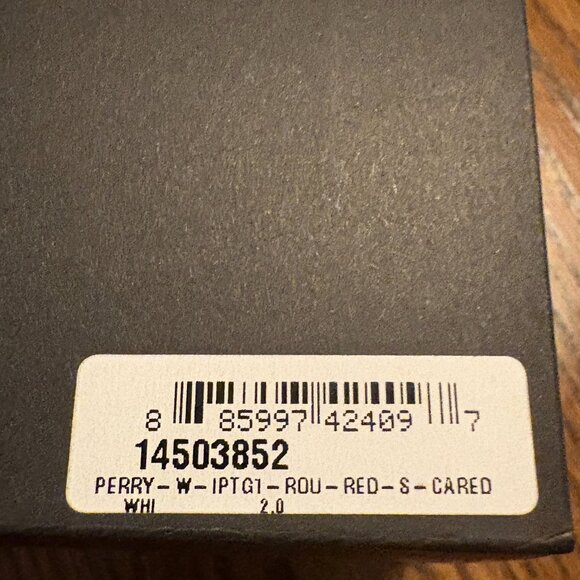 8 85997 42409 7
14503852
PERRY-W-IPTG1-ROU-RED-S-CARED
WHI 2.0